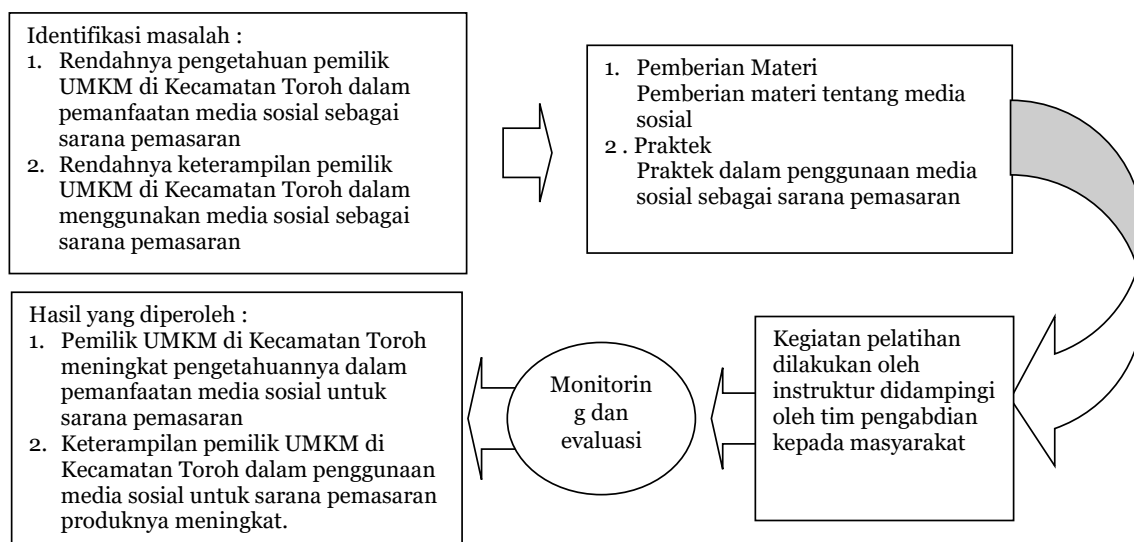 Identifikasi masalah :
1. Rendahnya pengetahuan pemilik
UMKM di Kecamatan Toroh dalam
pemanfaatan media sosial sebagai
sarana pemasaran
2. Rendahnya keterampilan pemilik
UMKM di Kecamatan Toroh dalam
menggunakan media sosial sebagai
sarana pemasaran
1. Pemberian Materi
Pemberian materi tentang media
sosial
2 . Praktek
Praktek dalam penggunaan media
sosial sebagai sarana pemasaran
Kegiatan pelatihan
dilakukan oleh
instruktur didampingi
oleh tim pengabdian
kepada masyarakat
Monitorin
g dan
evaluasi
Hasil yang diperoleh :
1. Pemilik UMKM di Kecamatan Toroh
meningkat pengetahuannya dalam
pemanfaatan media sosial untuk
sarana pemasaran
2. Keterampilan pemilik UMKM di
Kecamatan Toroh dalam penggunaan
media sosial untuk sarana pemasaran
produknya meningkat.